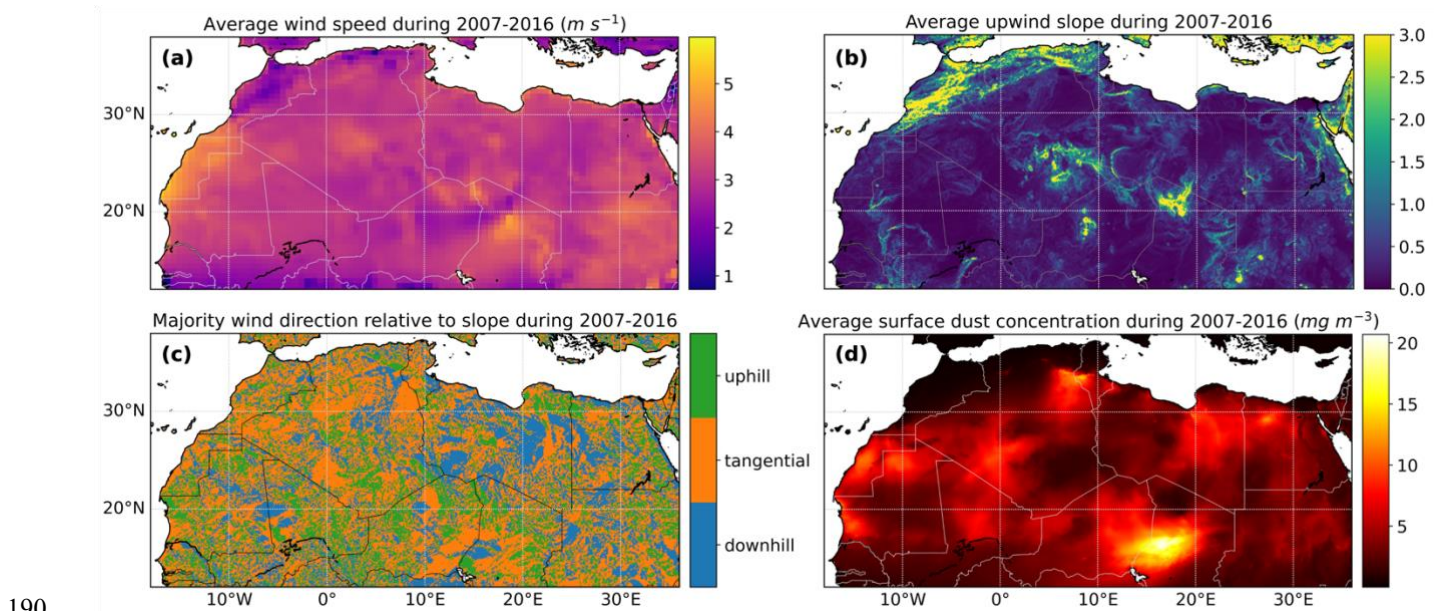 Average wind speed during 2007-2016 (m s⁻¹)
(a)
30°N
20°N
5
4
3
2
1
Average upwind slope during 2007-2016
(b)
3.0
2.5
2.0
1.5
1.0
0.5
0.0
Majority wind direction relative to slope during 2007-2016
(c)
30°N
20°N
10°W
0°
10°E
20°E
30°E
uphill
tangential
downhill
Average surface dust concentration during 2007-2016 (mg m⁻³)
(d)
10°W
0°
10°E
20°E
30°E
20
15
10
5
190